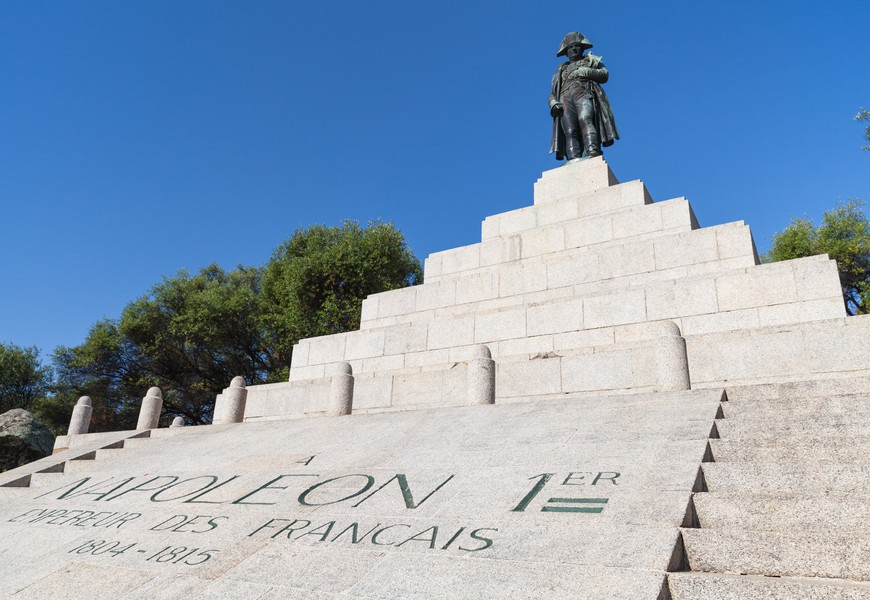 A
NAPOLEON 1ER
EMPEREUR DES FRANCAIS
1804-1815